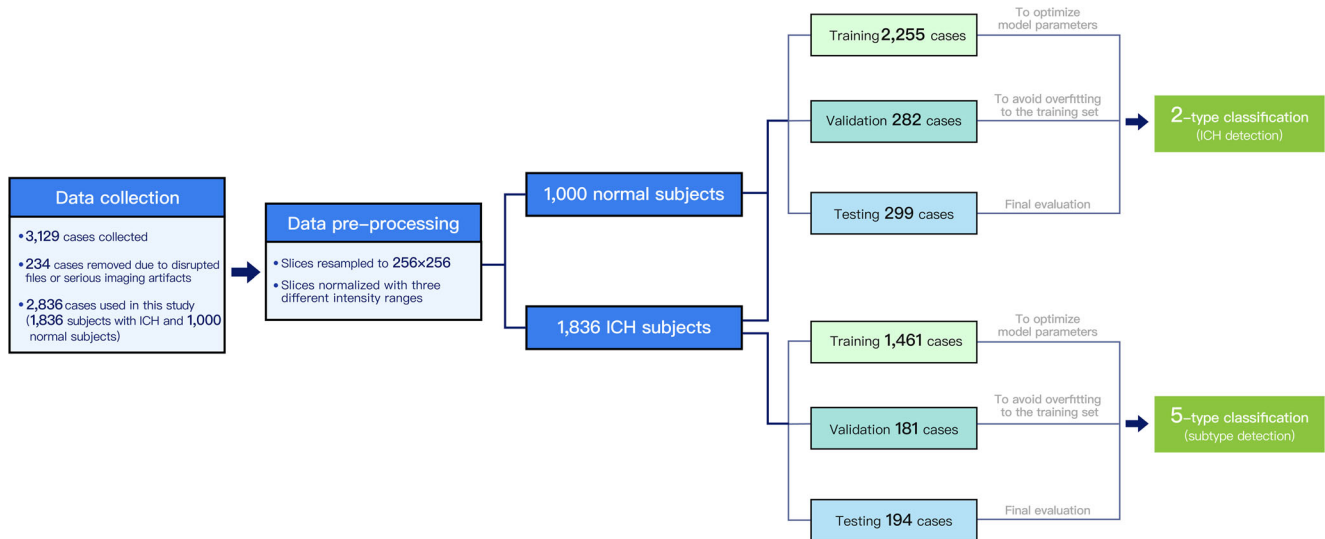 Data collection
• 3,129 cases collected
• 234 cases removed due to disrupted
files or serious imaging artifacts
• 2,836 cases used in this study
(1,836 subjects with ICH and 1,000
normal subjects)
Data pre-processing
• Slices resampled to 256×256
• Slices normalized with three
different intensity ranges
1,000 normal subjects
1,836 ICH subjects
Training 2,255 cases
To optimize
model parameters
Validation 282 cases
To avoid overfitting
to the training set
Testing 299 cases
Final evaluation
2-type classification
(ICH detection)
Training 1,461 cases
To optimize
model parameters
Validation 181 cases
To avoid overfitting
to the training set
Testing 194 cases
Final evaluation
5-type classification
(subtype detection)